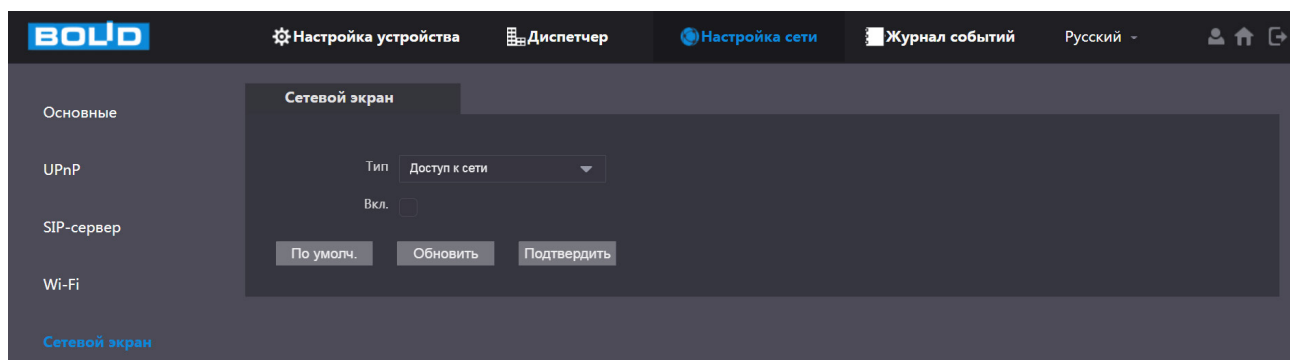 BOLID
Настройка устройства
Диспетчер
Настройка сети
Журнал событий
Русский
Основные
UPnP
SIP-сервер
Wi-Fi
Сетевой экран
Сетевой экран
Тип
Доступ к сети
Вкл.
По умолч.
Обновить
Подтвердить